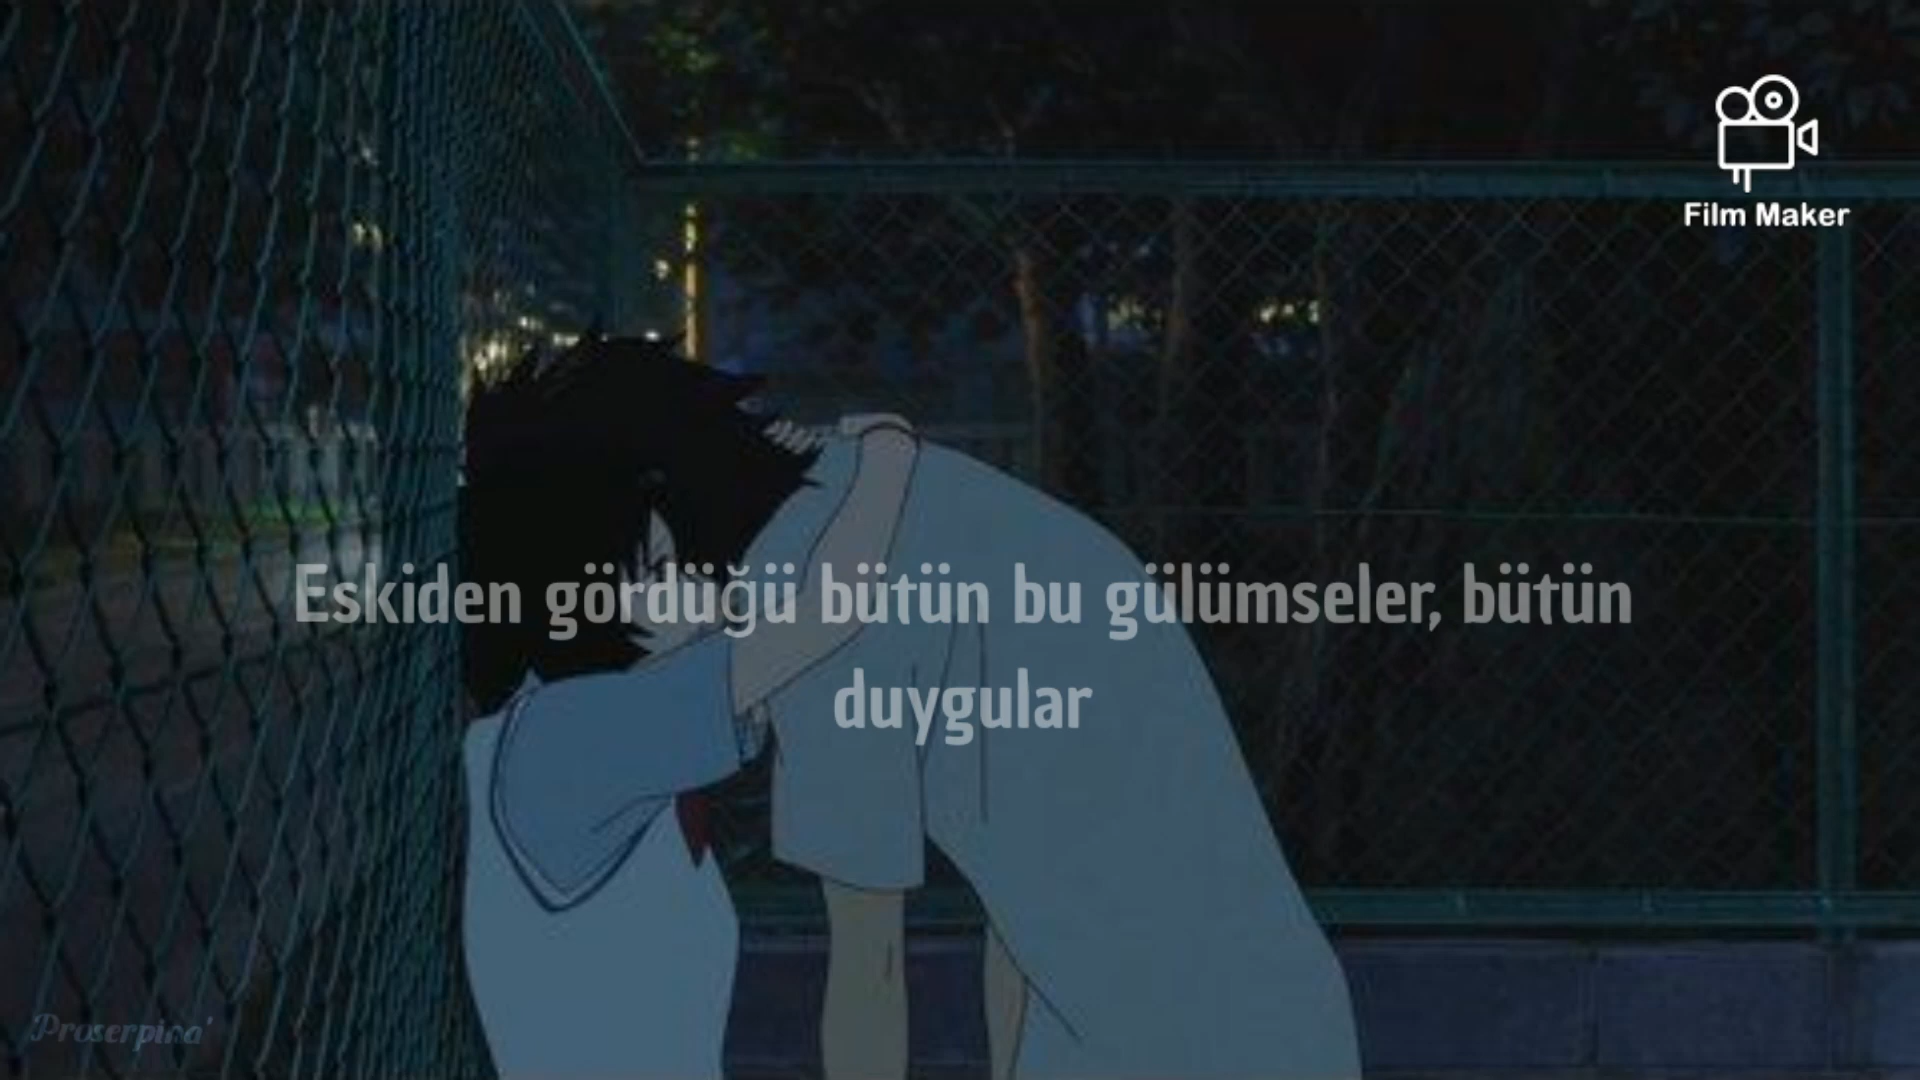 Film Maker
Eskiden gördüğü bütün bu gülümseler, bütün
duygular
'Proserpina'